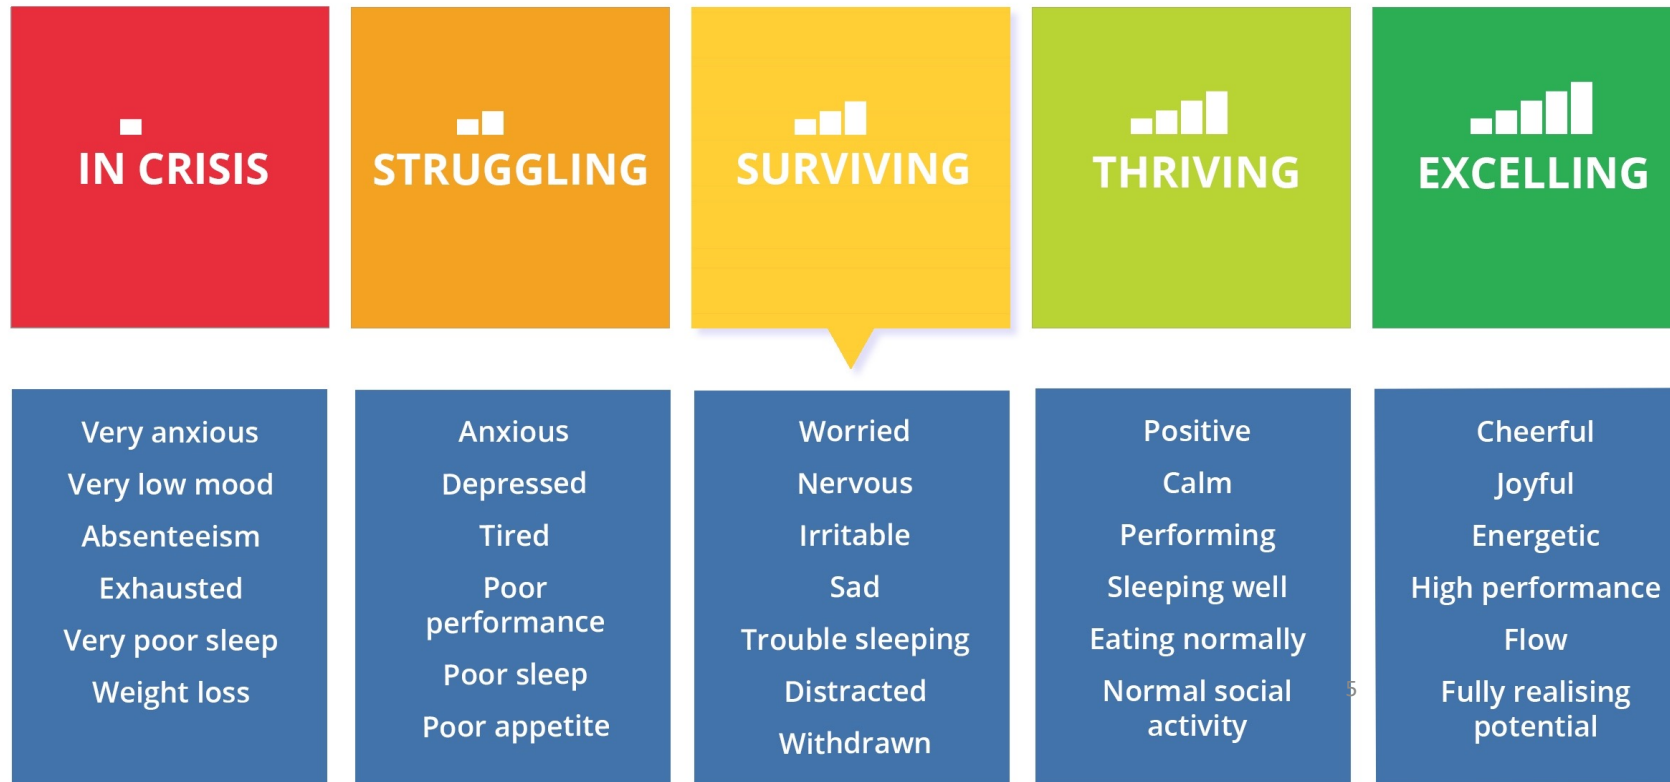 IN CRISIS
STRUGGLING
SURVIVING
THRIVING
EXCELLING
Very anxious
Very low mood
Absenteeism
Exhausted
Very poor sleep
Weight loss
Anxious
Depressed
Tired
Poor
performance
Poor sleep
Poor appetite
Worried
Nervous
Irritable
Sad
Trouble sleeping
Distracted
Withdrawn
Positive
Calm
Performing
Sleeping well
Eating normally
Normal social
activity
5
Cheerful
Joyful
Energetic
High performance
Flow
Fully realising
potential